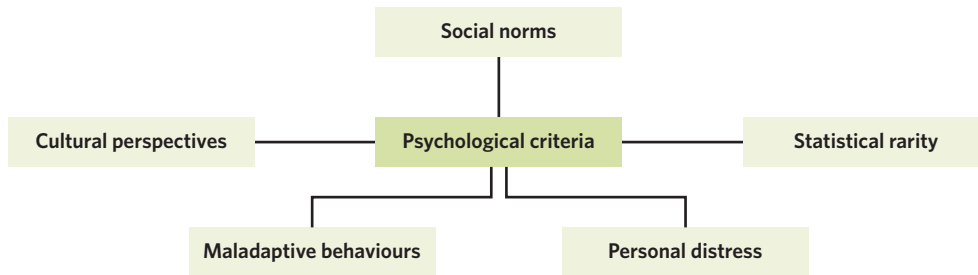 Social norms
Cultural perspectives
Psychological criteria
Statistical rarity
Maladaptive behaviours
Personal distress